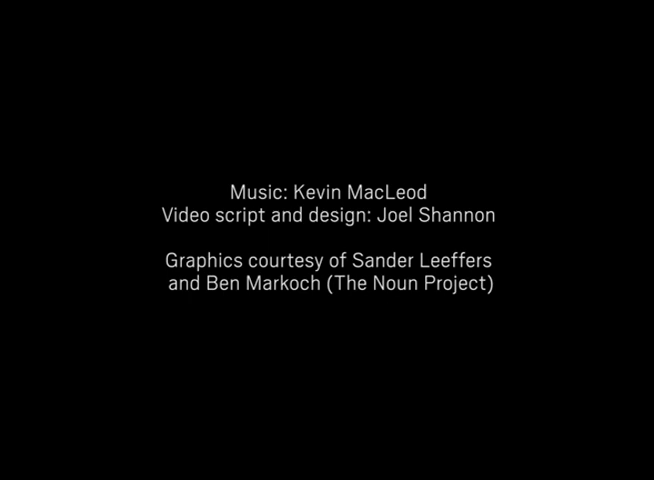 Music: Kevin MacLeod
Video script and design: Joel Shannon
Graphics courtesy of Sander Leeffers
and Ben Markoch (The Noun Project)